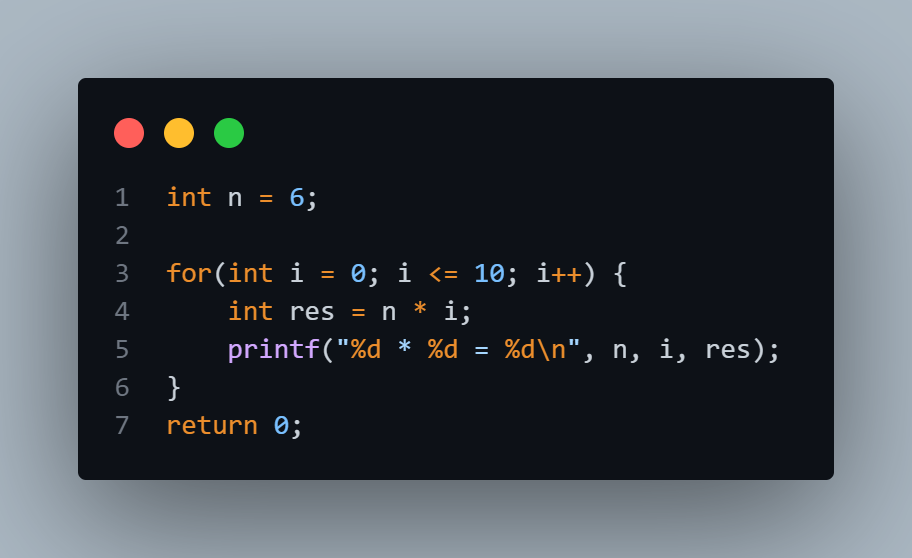 1 int n = 6;
2
3 for(int i = 0; i <= 10; i++) {
4     int res = n * i;
5     printf("%d * %d = %d\n", n, i, res);
6 }
7 return 0;